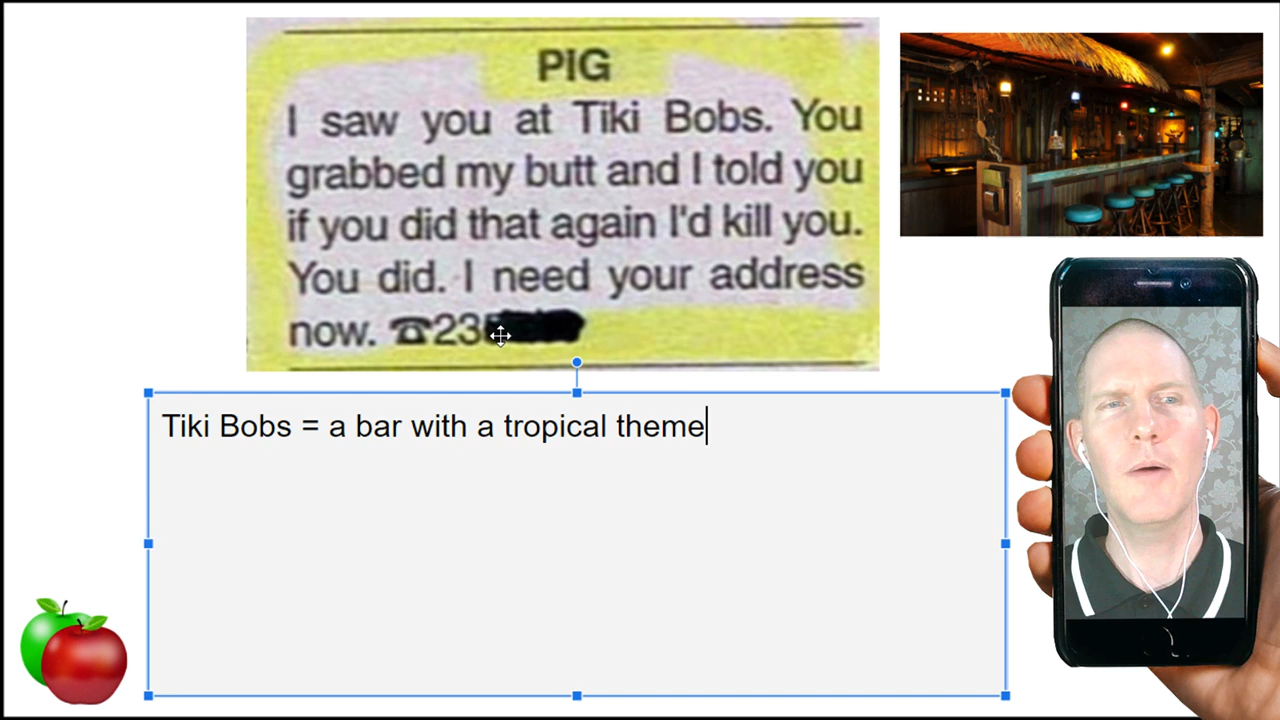 PIG
I saw you at Tiki Bobs. You
grabbed my butt and I told you
if you did that again I'd kill you.
You did. I need your address
now. ☎23
Tiki Bobs = a bar with a tropical theme